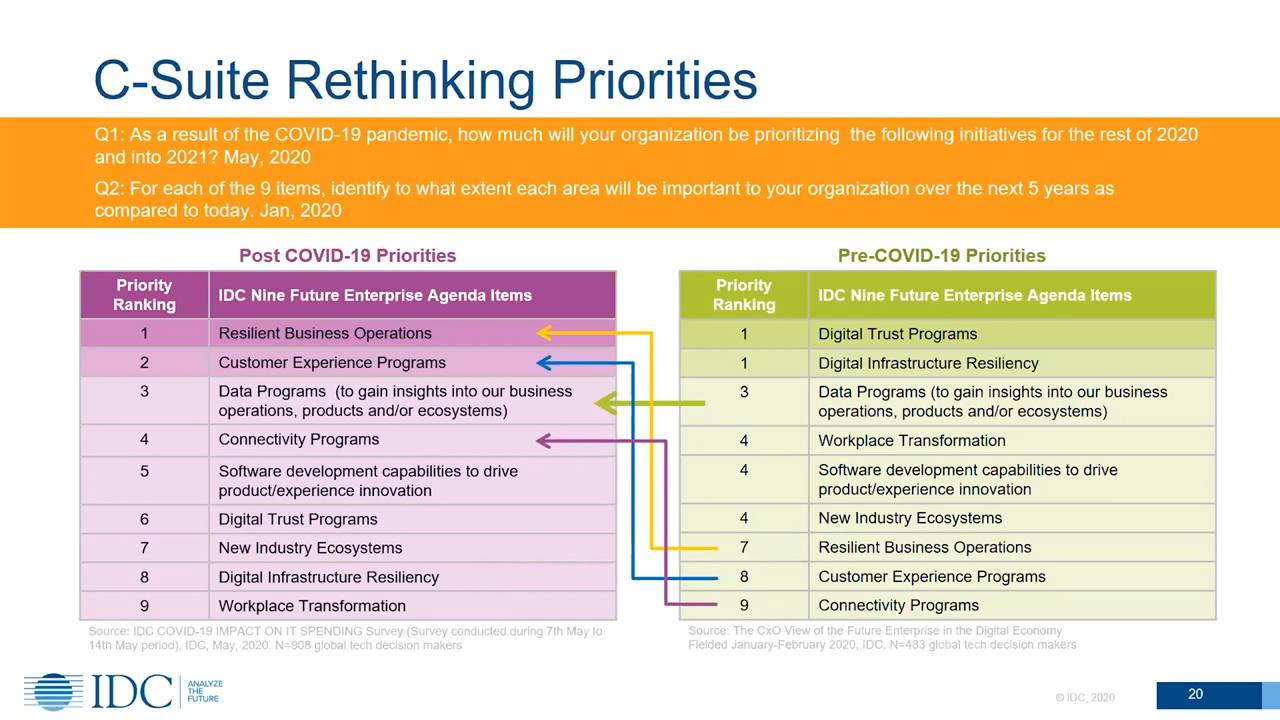 C-Suite Rethinking Priorities
Q1: As a result of the COVID-19 pandemic, how much will your organization be prioritizing  the following initiatives for the rest of 2020
and into 2021? May, 2020
Q2: For each of the 9 items, identify to what extent each area will be important to your organization over the next 5 years as
compared to today. Jan, 2020
Post COVID-19 Priorities
Priority
Ranking
IDC Nine Future Enterprise Agenda Items
1
Resilient Business Operations
2
Customer Experience Programs
3
Data Programs  (to gain insights into our business
operations, products and/or ecosystems)
4
Connectivity Programs
5
Software development capabilities to drive
product/experience innovation
6
Digital Trust Programs
7
New Industry Ecosystems
8
Digital Infrastructure Resiliency
9
Workplace Transformation
Source: IDC COVID-19 IMPACT ON IT SPENDING Survey (Survey conducted during 7th May to
14th May period), IDC, May, 2020. N=908 global tech decision makers
Pre-COVID-19 Priorities
Priority
Ranking
IDC Nine Future Enterprise Agenda Items
1
Digital Trust Programs
1
Digital Infrastructure Resiliency
3
Data Programs (to gain insights into our business
operations, products and/or ecosystems)
4
Workplace Transformation
4
Software development capabilities to drive
product/experience innovation
4
New Industry Ecosystems
7
Resilient Business Operations
8
Customer Experience Programs
9
Connectivity Programs
Source: The CxO View of the Future Enterprise in the Digital Economy
Fielded January-February 2020, IDC. N=483 global tech decision makers
IDC
ANALYZE
THE
FUTURE
© IDC, 2020
20